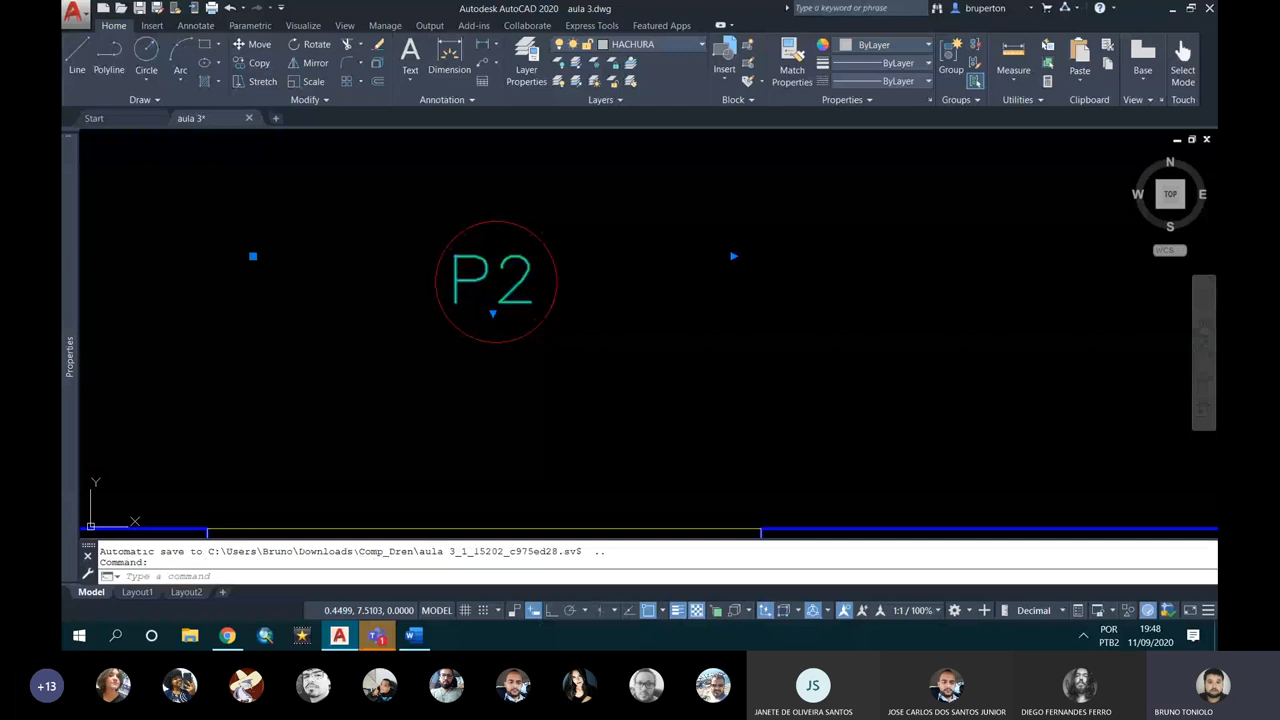 Autodesk AutoCAD 2020 aula 3.dwg
Type a keyword or phrase
bruperton
Home Insert Annotate Parametric View Manage Output Add-ins Collaborate Express Tools Featured Apps
Move Rotate HACHURA ByLayer
Line Polyline Circle Arc
Copy Mirror
Text Dimension Layer Properties
Insert Match Properties
ByLayer
Group Measure Paste Base Select Mode
Stretch Scale
ByLayer
Draw Modify Annotation Layers Block Properties Groups Utilities Clipboard View Touch
Start aula 3*
N
W TOP E
S
WCS
P2
Properties
Y
X
Automatic save to C:\Users\Bruno\Downloads\Comp_Dren\aula 3_1_15202_c975ed28.sv$ ..
Command:
Type a command
Model Layout1 Layout2
0.4499, 7.5103, 0.0000 MODEL 1:1 / 100% Decimal
POR 19:48
PTB2 11/09/2020
+13
JS
JANETE DE OLIVEIRA SANTOS JOSE CARLOS DOS SANTOS JUNIOR DIEGO FERNANDES FERRO BRUNO TONIOLO